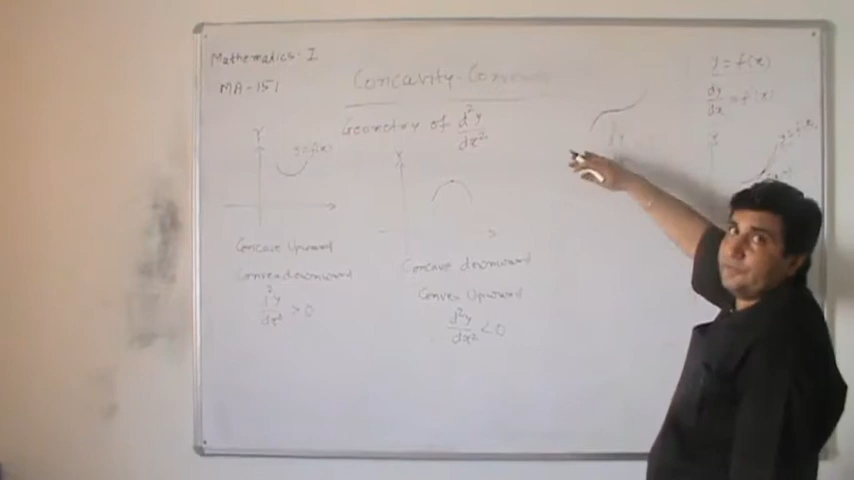 Mathematics-I
MA-151
Concavity-Convexity
Geometry of d²y/dx²
y = f(x)
dy/dx = f'(x)
Y
y=f(x)
Concave Upward
Convex downward
d²y/dx² > 0
Y
Concave downward
Convex Upward
d²y/dx² < 0
Y
y=f(x)